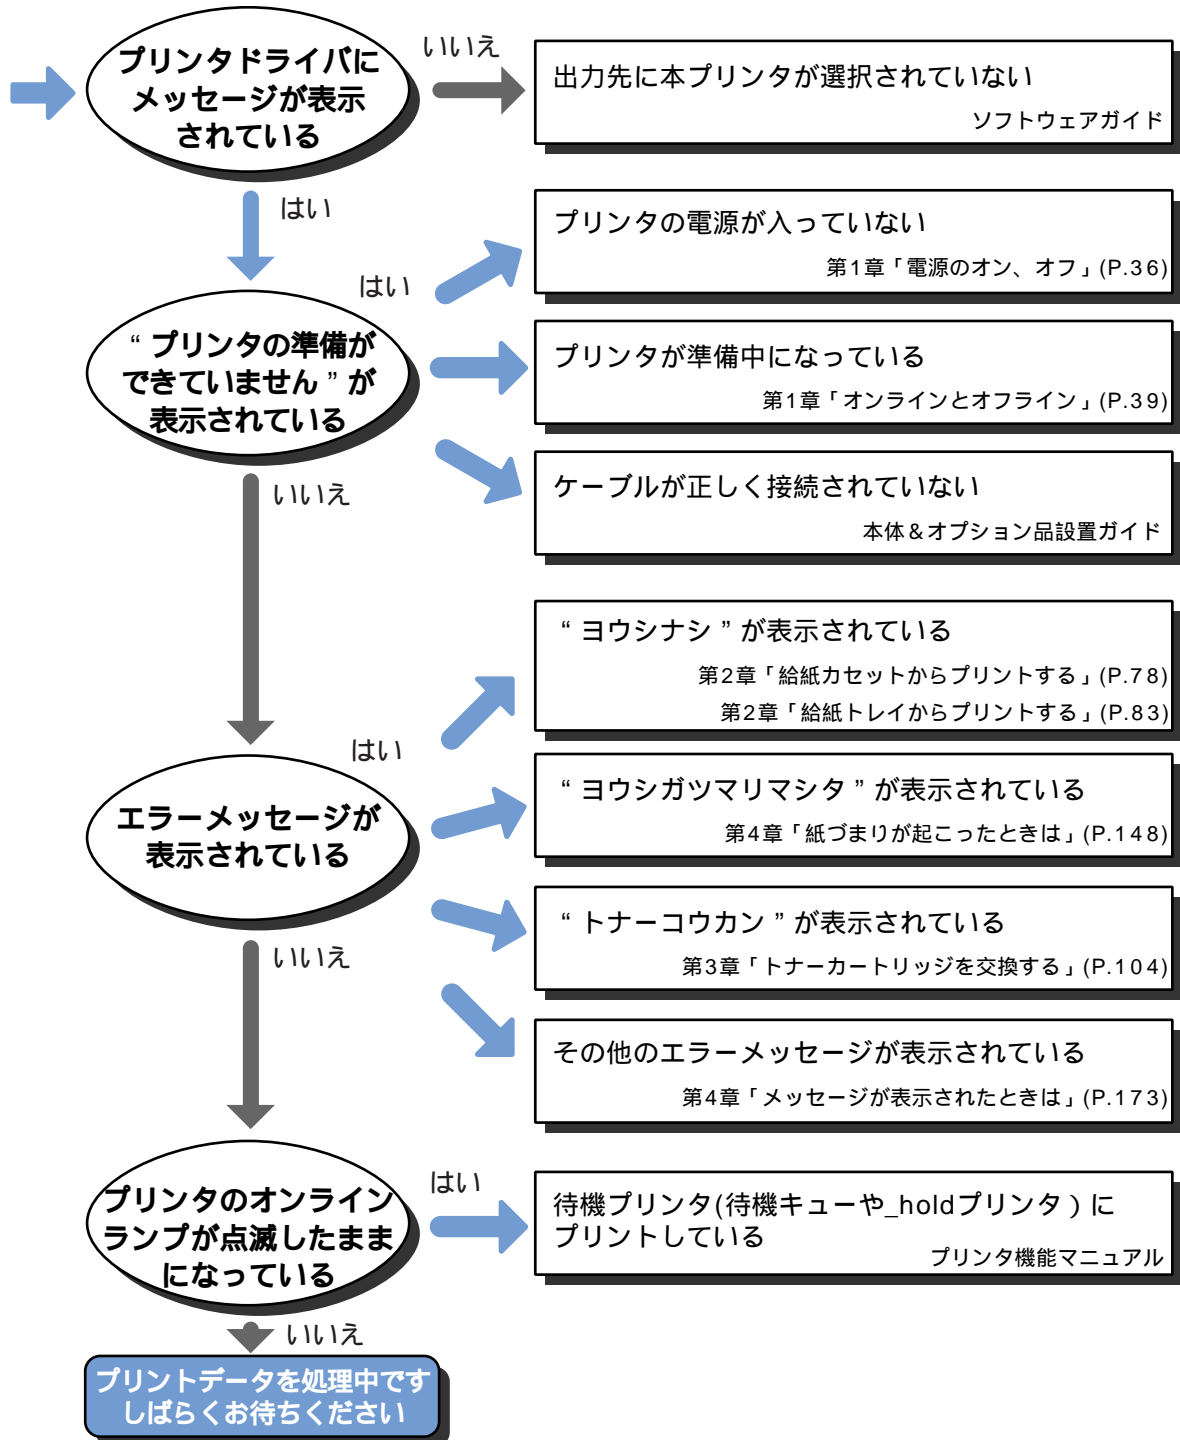 プリンタドライバに
メッセージが表示
されている
いいえ
出力先に本プリンタが選択されていない
ソフトウェアガイド
はい
“プリンタの準備が
できていません”が
表示されている
はい
プリンタの電源が入っていない
第1章「電源のオン、オフ」(P.36)
プリンタが準備中になっている
第1章「オンラインとオフライン」(P.39)
ケーブルが正しく接続されていない
本体＆オプション品設置ガイド
いいえ
エラーメッセージが
表示されている
はい
“ヨウシナシ”が表示されている
第2章「給紙カセットからプリントする」(P.78)
第2章「給紙トレイからプリントする」(P.83)
“ヨウシガツマリマシタ”が表示されている
第4章「紙づまりが起こったときは」(P.148)
“トナーコウカン”が表示されている
第3章「トナーカートリッジを交換する」(P.104)
その他のエラーメッセージが表示されている
第4章「メッセージが表示されたときは」(P.173)
いいえ
プリンタのオンライン
ランプが点滅したまま
になっている
はい
待機プリンタ(待機キューや_holdプリンタ）に
プリントしている
プリンタ機能マニュアル
いいえ
プリントデータを処理中です
しばらくお待ちください